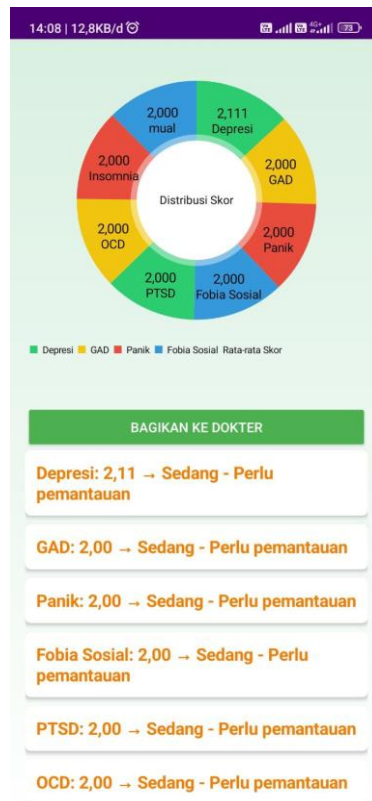 14:08 | 12,8KB/d
4G+
73
2,000
mual
2,111
Depresi
2,000
Insomnia
2,000
GAD
Distribusi Skor
2,000
OCD
2,000
Panik
2,000
PTSD
2,000
Fobia Sosial
Depresi GAD Panik Fobia Sosial Rata-rata Skor
BAGIKAN KE DOKTER
Depresi: 2,11 → Sedang - Perlu
pemantauan
GAD: 2,00 → Sedang - Perlu pemantauan
Panik: 2,00 → Sedang - Perlu pemantauan
Fobia Sosial: 2,00 → Sedang - Perlu
pemantauan
PTSD: 2,00 → Sedang - Perlu pemantauan
OCD: 2,00 → Sedang - Perlu pemantauan